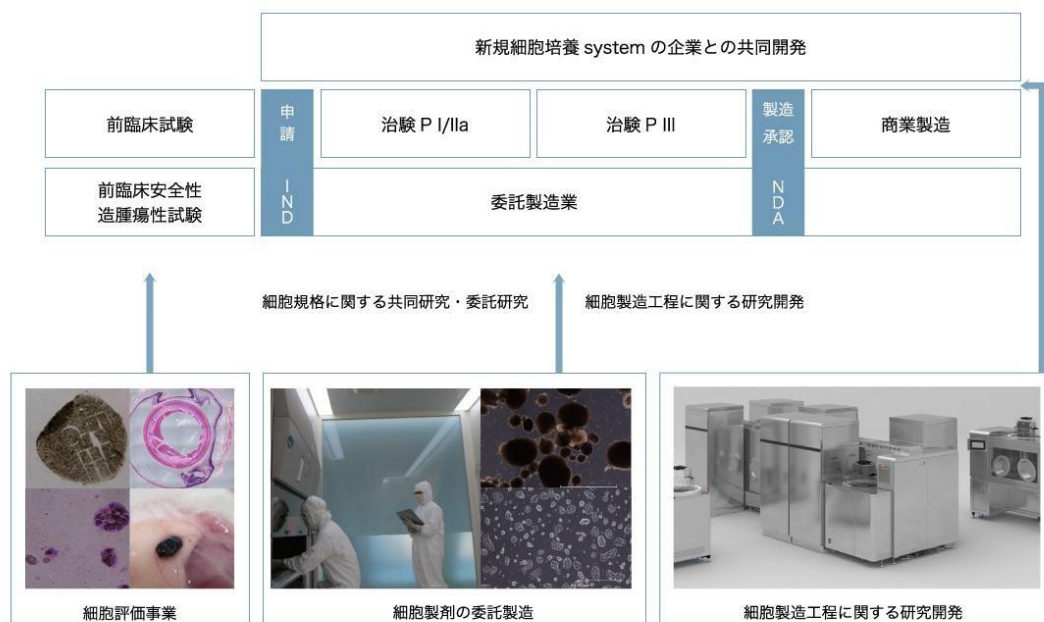 新規細胞培養 system の企業との共同開発
前臨床試験
申請
治験 P I/IIa
治験 P III
製造
承認
商業製造
前臨床安全性
造腫瘍性試験
IND
委託製造業
NDA
細胞規格に関する共同研究・委託研究
細胞製造工程に関する研究開発
細胞評価事業
細胞製剤の委託製造
細胞製造工程に関する研究開発